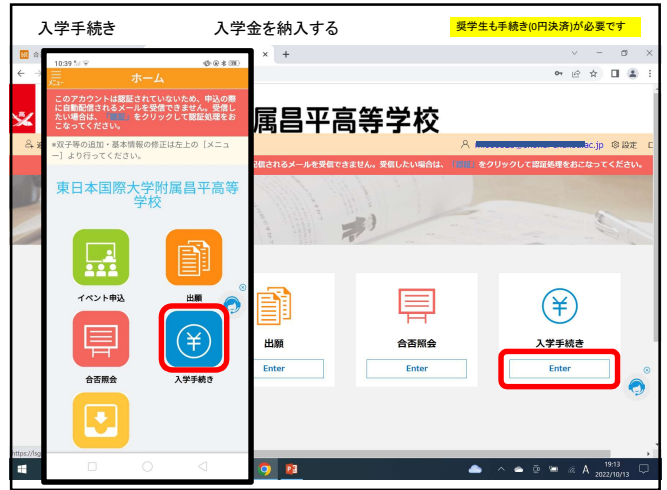 入学手続き
入学金を納入する
奨学生も手続き(0円決済)が必要です
10:39
メニュー
ホーム
このアカウントは認証されていないため、申込の際
に自動配信されるメールを受信できません。受信し
たい場合は、「認証」をクリックして認証処理をお
こなってください。
※双子等の追加・基本情報の修正は左上の［メニュ
ー］より行ってください。
東日本国際大学附属昌平高等
学校
イベント申込
出願
合否照会
入学手続き
属昌平高等学校
ac.jp
設定
配信されるメールを受信できません。受信したい場合は、「認証」をクリックして認証処理をおこなってください。
出願
Enter
合否照会
Enter
入学手続き
Enter
A
19:13
2022/10/13